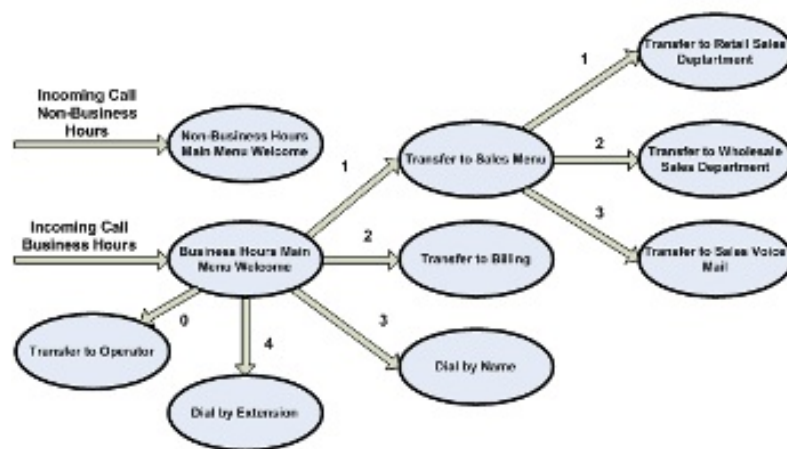 Incoming Call
Non-Business
Hours
Non-Business Hours
Main Menu Welcome
Incoming Call
Business Hours
Business Hours Main
Menu Welcome
0
Transfer to Operator
4
Dial by Extension
3
Dial by Name
2
Transfer to Billing
1
Transfer to Sales Menu
1
Transfer to Retail Sales
Deptartment
2
Transfer to Wholesale
Sales Department
3
Transfer to Sales Voice
Mail